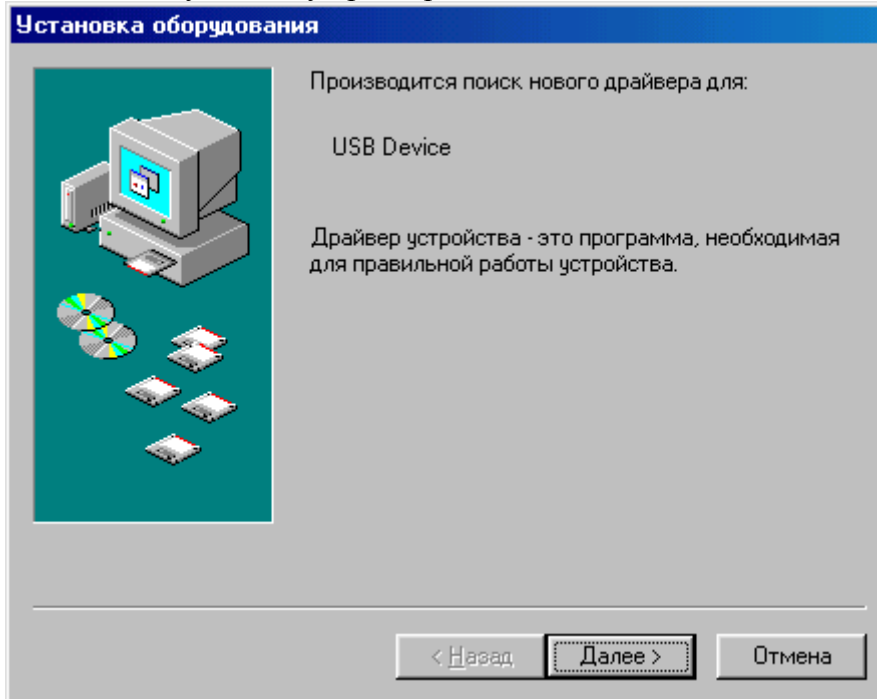 Установка оборудования
Производится поиск нового драйвера для:
USB Device
Драйвер устройства - это программа, необходимая
для правильной работы устройства.
< Назад
Далее >
Отмена